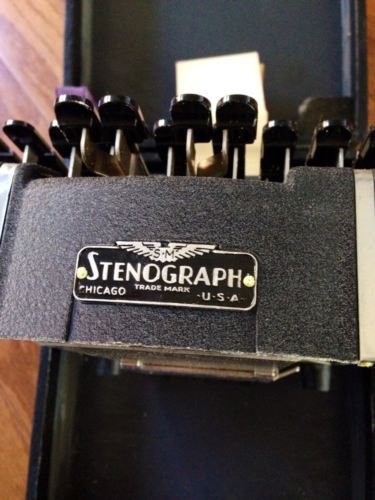 S.M.
STENOGRAPH
TRADE MARK
CHICAGO -U·S·A-